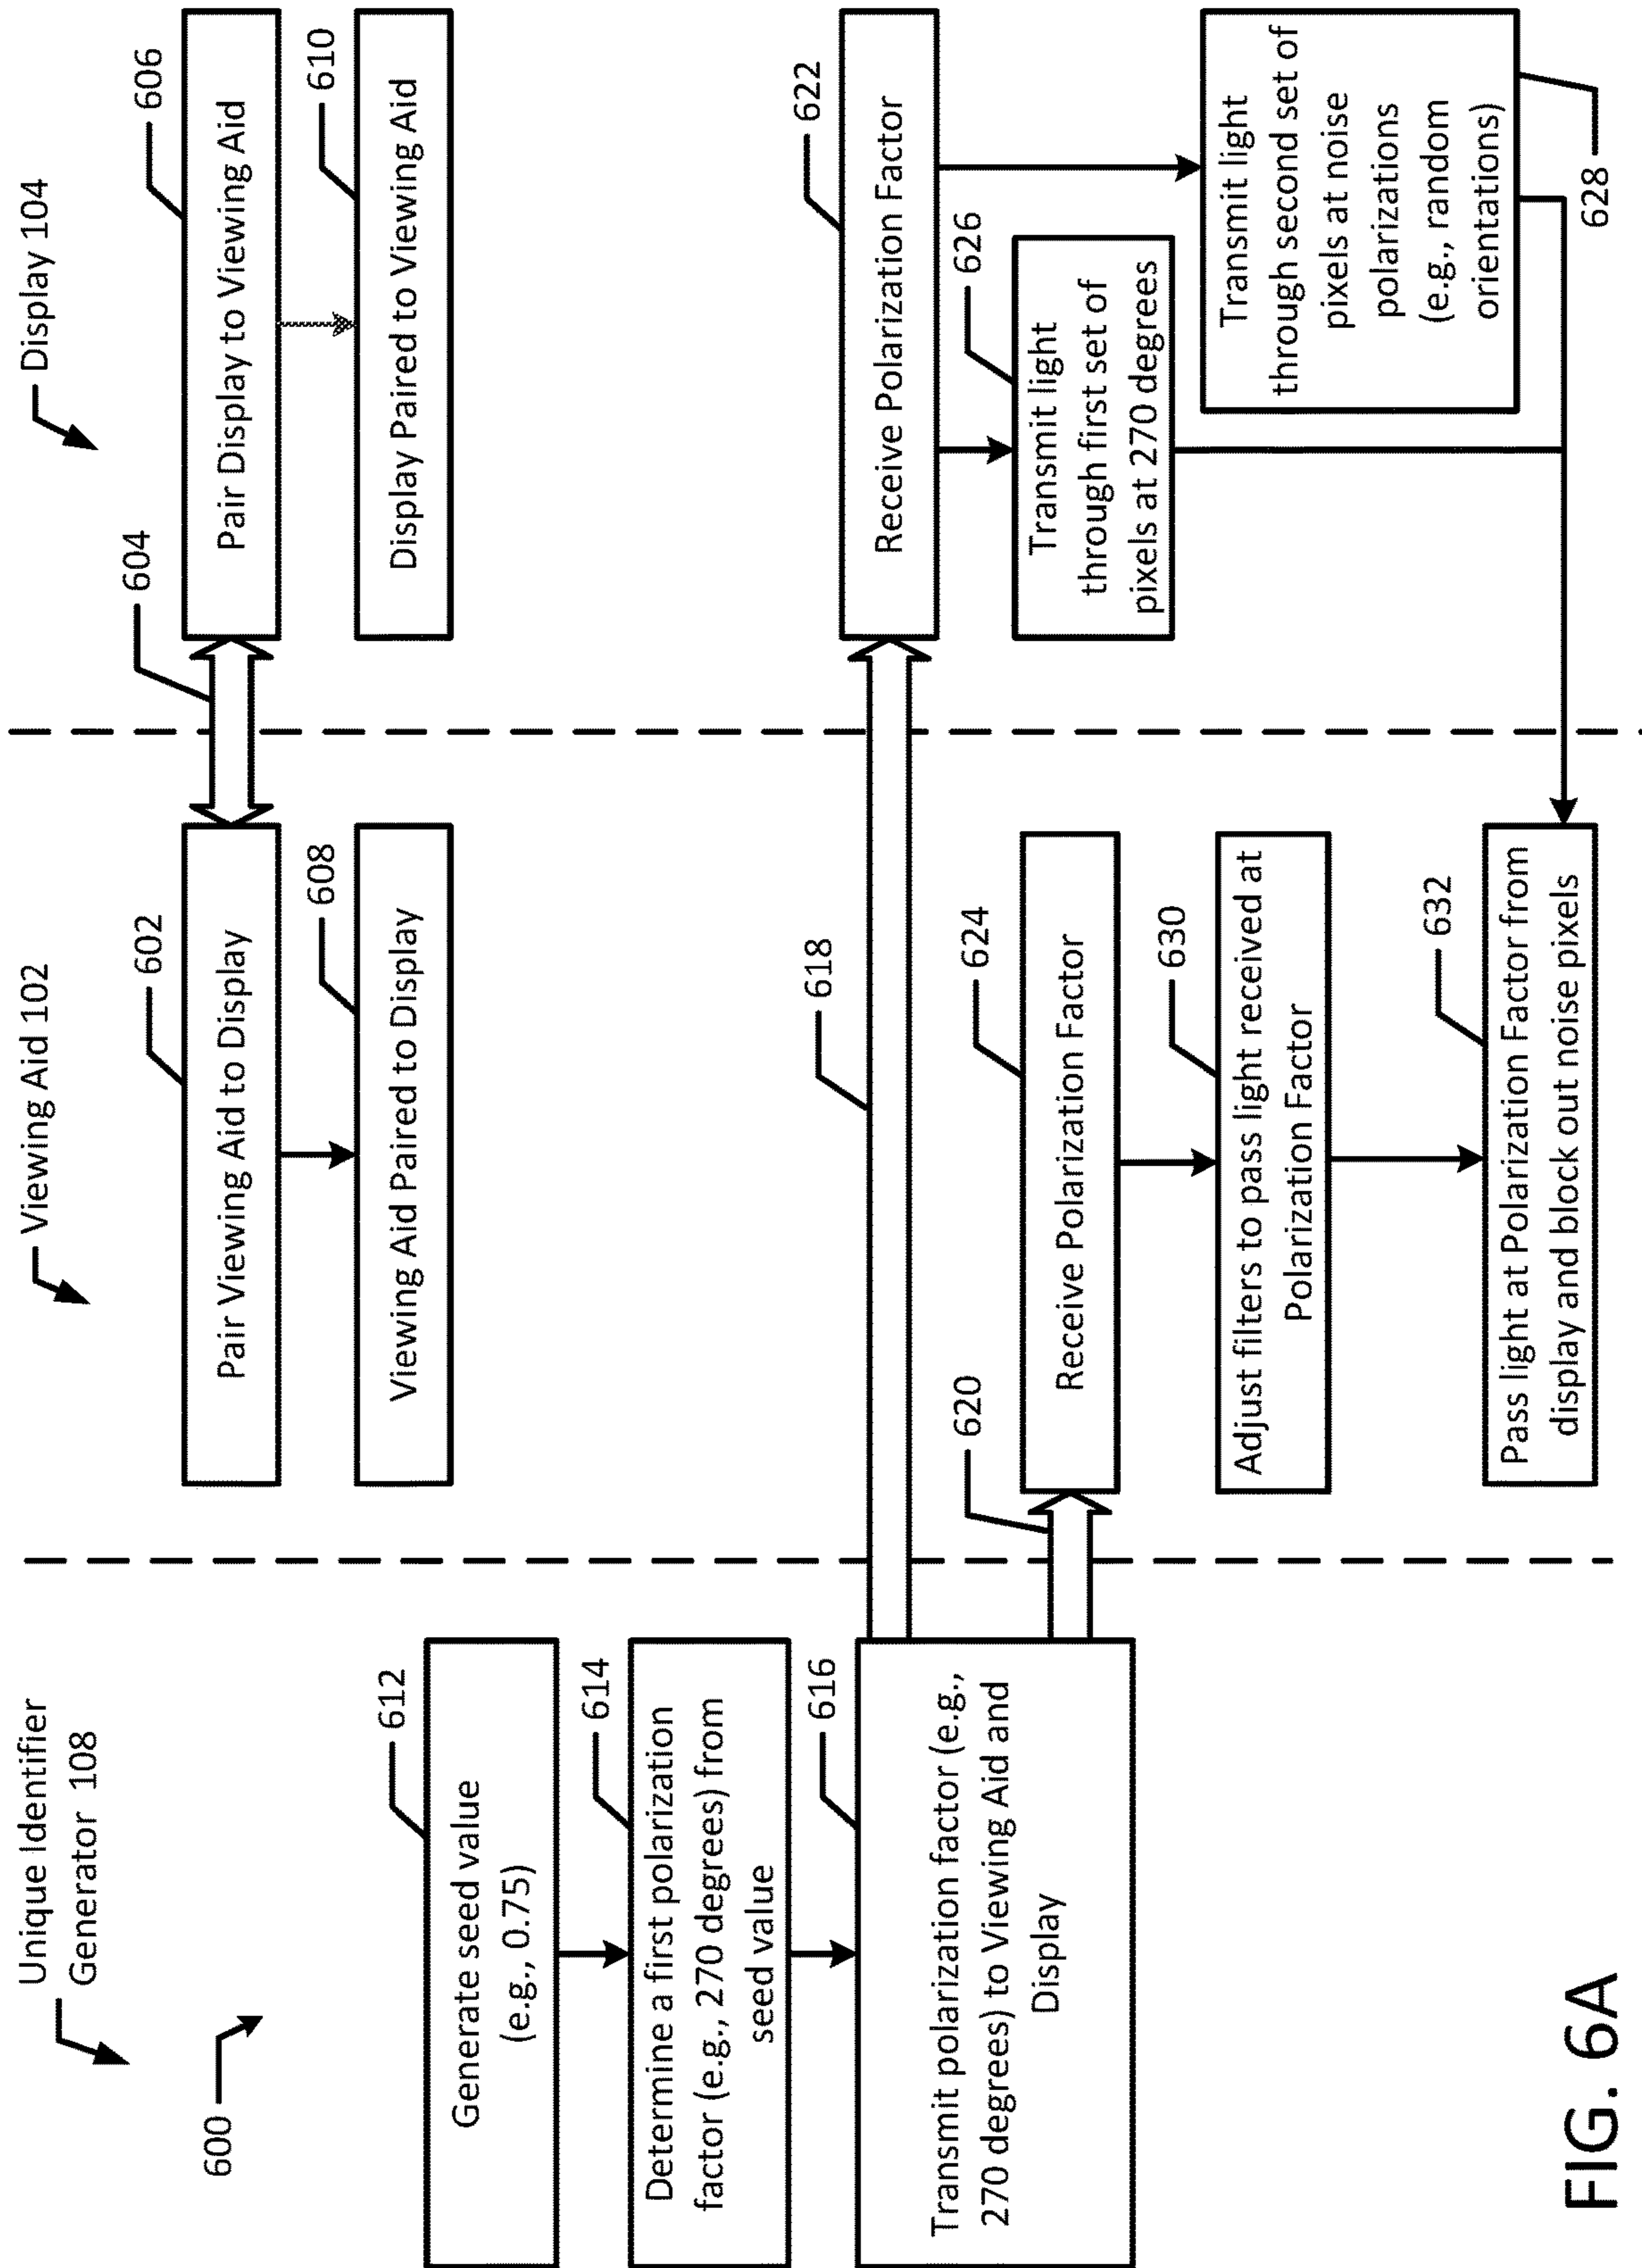 Unique Identifier
Generator 108
600
612
Generate seed value
(e.g., 0.75)
614
Determine a first polarization
factor (e.g., 270 degrees) from
seed value
616
Transmit polarization factor (e.g.,
270 degrees) to Viewing Aid and
Display
Viewing Aid 102
602
Pair Viewing Aid to Display
608
Viewing Aid Paired to Display
618
620
624
Receive Polarization Factor
630
Adjust filters to pass light received at
Polarization Factor
632
Pass light at Polarization Factor from
display and block out noise pixels
Display 104
604
606
Pair Display to Viewing Aid
610
Display Paired to Viewing Aid
622
Receive Polarization Factor
626
Transmit light
through first set of
pixels at 270 degrees
Transmit light
through second set of
pixels at noise
polarizations
(e.g., random
orientations)
628
FIG. 6A